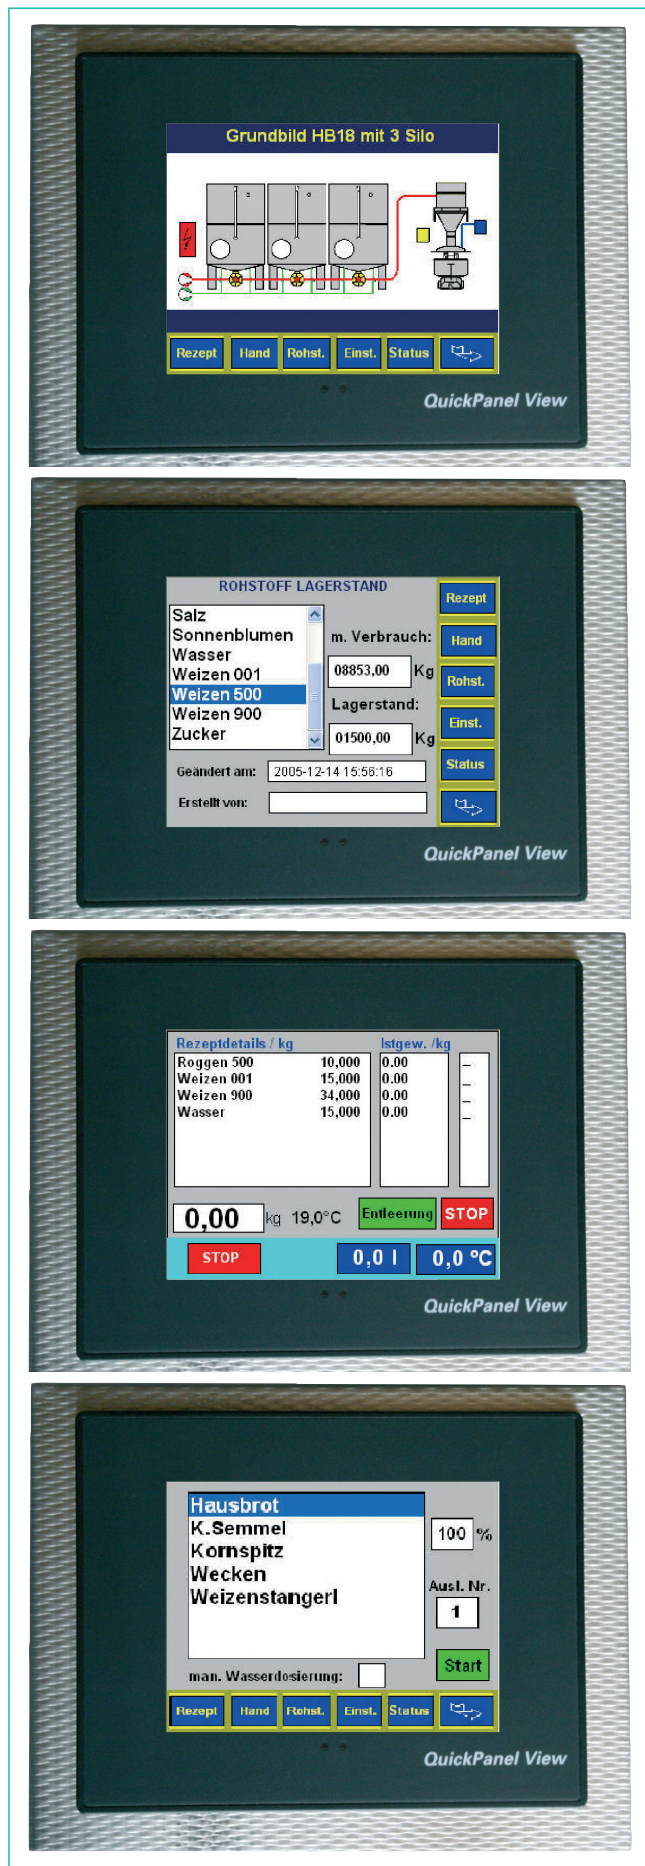 Grundbild HB18 mit 3 Silo
Rezept Hand Rohst. Einst. Status
QuickPanel View
ROHSTOFF LAGERSTAND
Rezept
Salz
Sonnenblumen
m. Verbrauch:
Hand
Wasser
Weizen 001
08853,00 Kg
Rohst.
Weizen 500
Lagerstand:
Weizen 900
Einst.
Zucker
01500,00 Kg
Geändert am: 2005-12-14 15:56:16
Status
Erstellt von:
QuickPanel View
Rezeptdetails / kg Istgew. /kg
Roggen 500 10,000 0.00 _
Weizen 001 15,000 0.00 _
Weizen 900 34,000 0.00 _
Wasser 15,000 0.00 _
0,00 kg 19,0°C Entleerung STOP
STOP 0,0 l 0,0 °C
QuickPanel View
Hausbrot
K.Semmel
100 %
Kornspitz
Wecken
Weizenstangerl
Ausl. Nr.
1
Start
man. Wasserdosierung:
Rezept Hand Rohst. Einst. Status
QuickPanel View